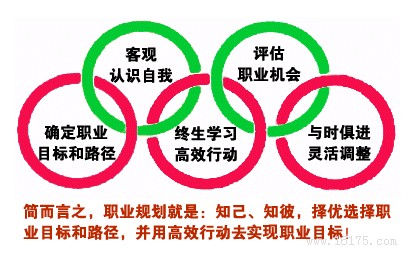 客观
认识自我
评估
职业机会
确定职业
目标和路径
终生学习
高效行动
与时俱进
灵活调整
简而言之，职业规划就是：知己、知彼，择优选择职
业目标和路径，并用高效行动去实现职业目标！
www.16175.com